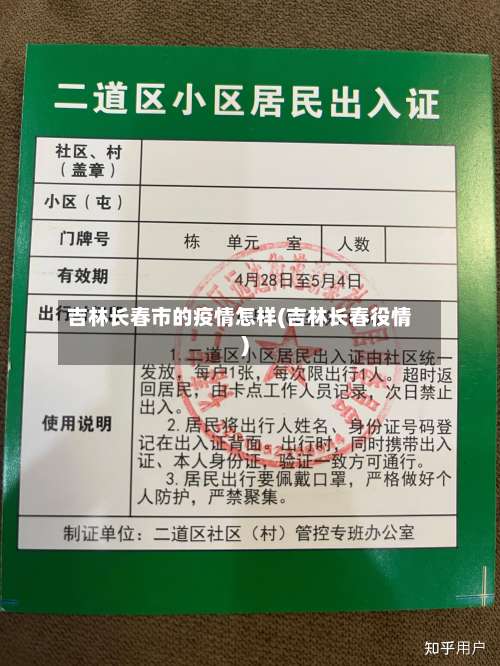 二道区小区居民出入证
社区、村
（盖章）
小区（屯）
门牌号 栋 单元 室 人数
有效期 4月28日至5月4日
出行
吉林长春市的疫情怎样(吉林长春役情
)
使用说明
1.二道区小区居民出入证由社区统一
发放，每户1张，每次限出行1人。超时返
回居民，由卡点工作人员记录，次日禁止
出入。
2.居民将出行人姓名、身份证号码登
记在出入证背面。出行时，同时携带出入
证、本人身份证，验证一致方可通行。
3.居民出行要佩戴口罩，严格做好个
人防护，严禁聚集。
制证单位：二道区社区（村）管控专班办公室
知乎用户